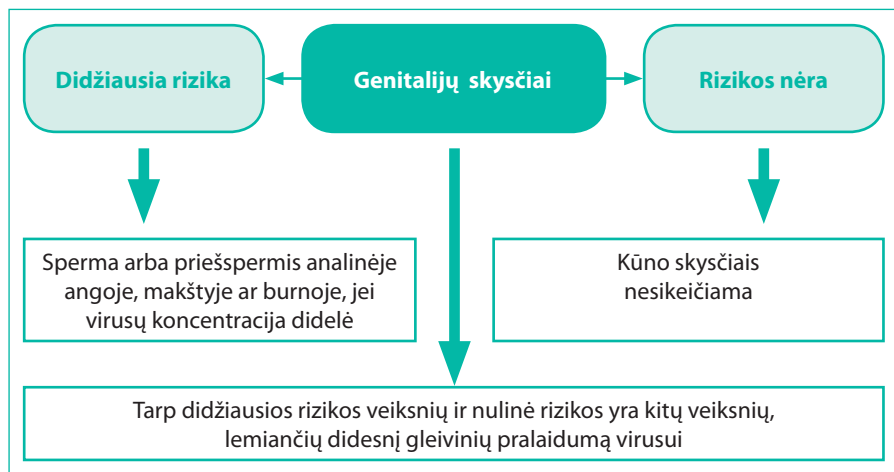 Didžiausia rizika
Genitalijų skysčiai
Rizikos nėra
Sperma arba priešspermis analinėje
angoje, makštyje ar burnoje, jei
virusų koncentracija didelė
Kūno skysčiais
nesikeičiama
Tarp didžiausios rizikos veiksnių ir nulinė rizikos yra kitų veiksnių,
lemiančių didesnį gleivinių pralaidumą virusui